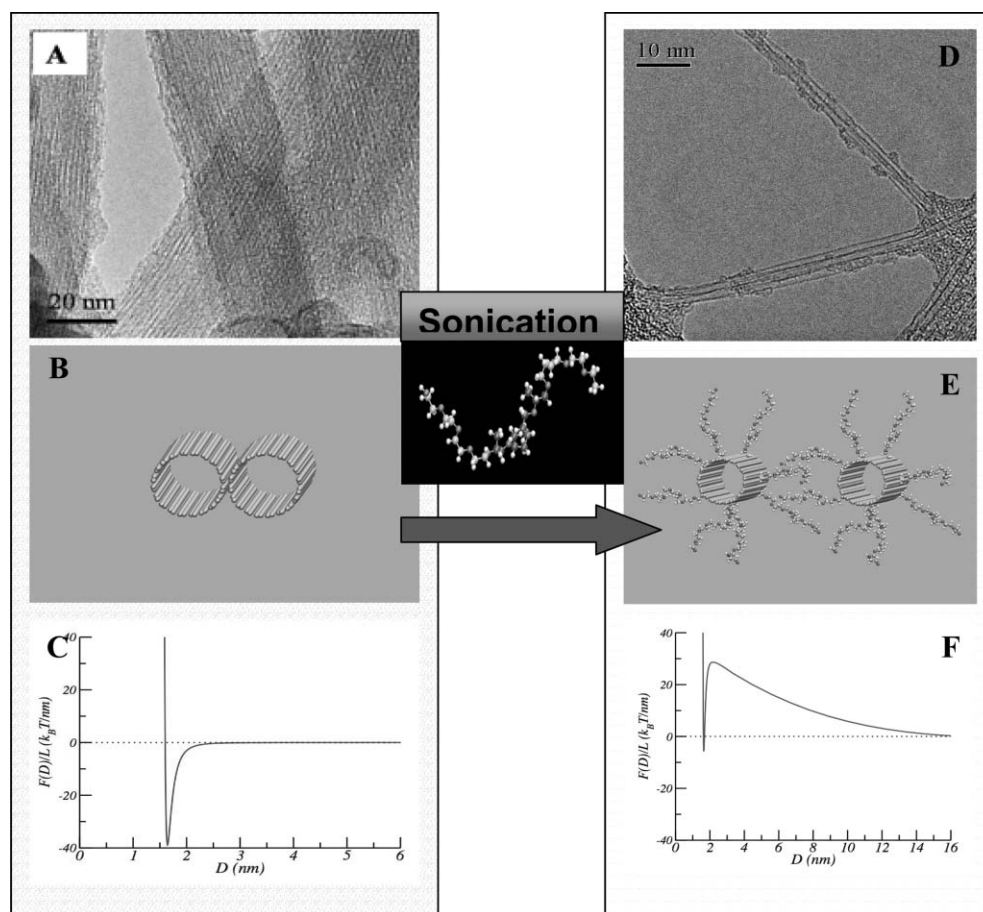 A
20 nm
B
C
40
20
0
-20
-40
F(D)/L (k_BT/nm)
0 1 2 3 4 5 6
D (nm)
Sonication
10 nm
D
E
F
40
20
0
-20
-40
F(D)/L (k_BT/nm)
0 2 4 6 8 10 12 14 16
D (nm)